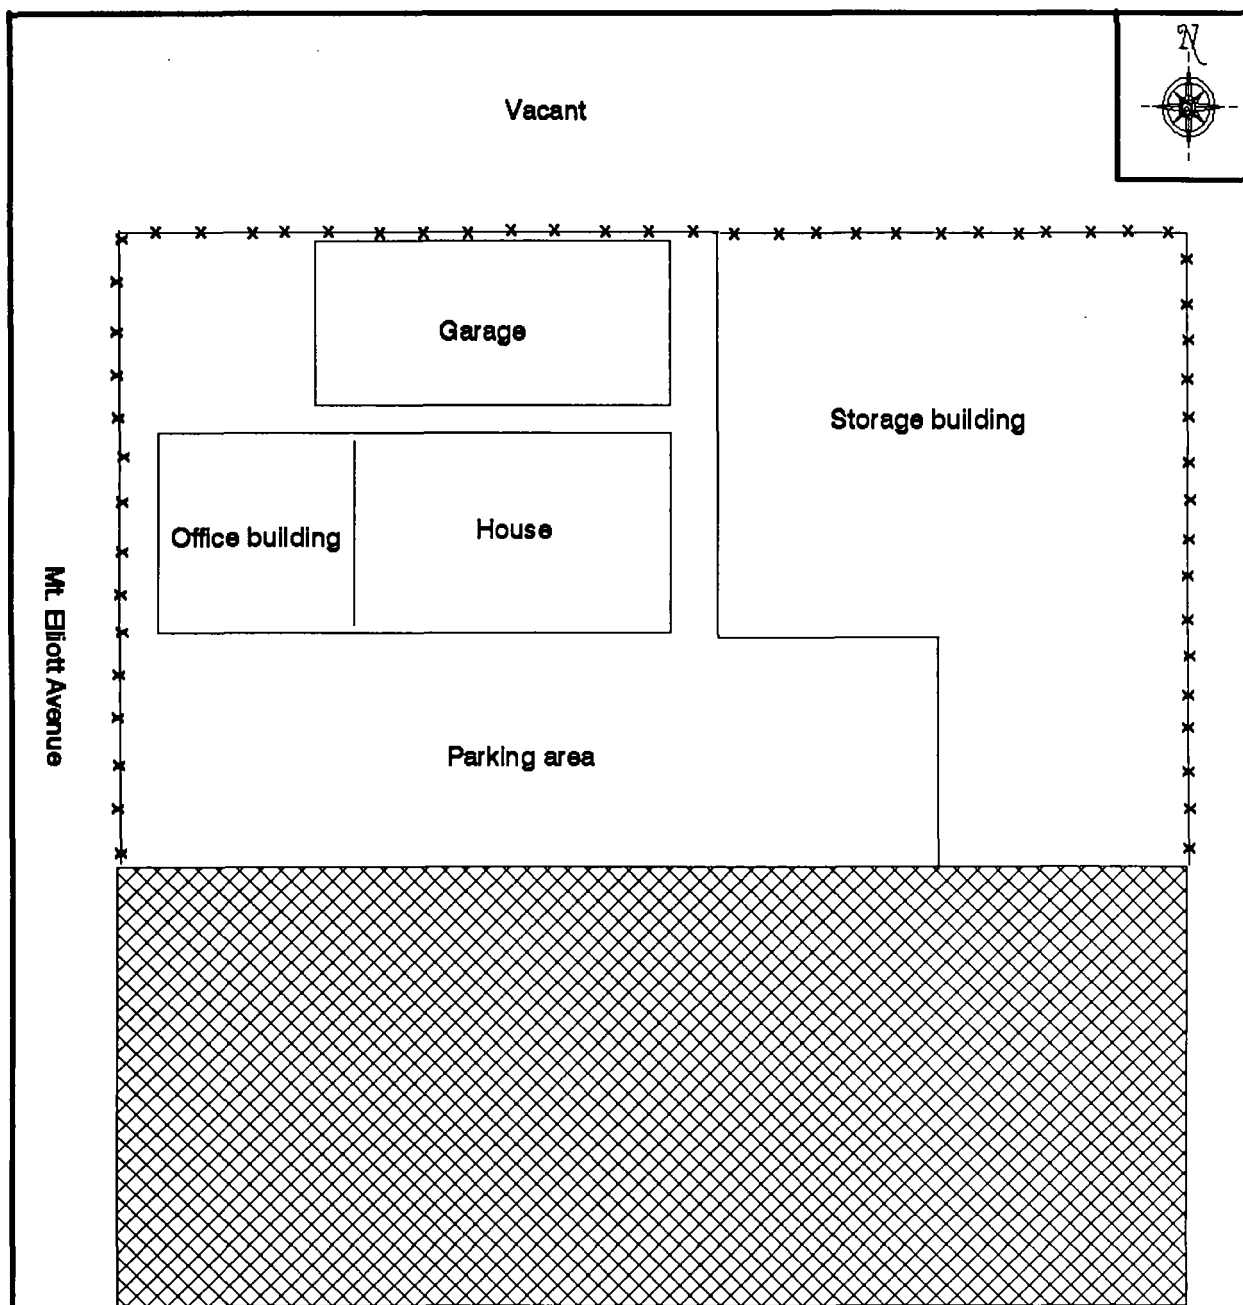 N
Vacant
Garage
Storage building
Office building
House
Mt. Elliott Avenue
Parking area